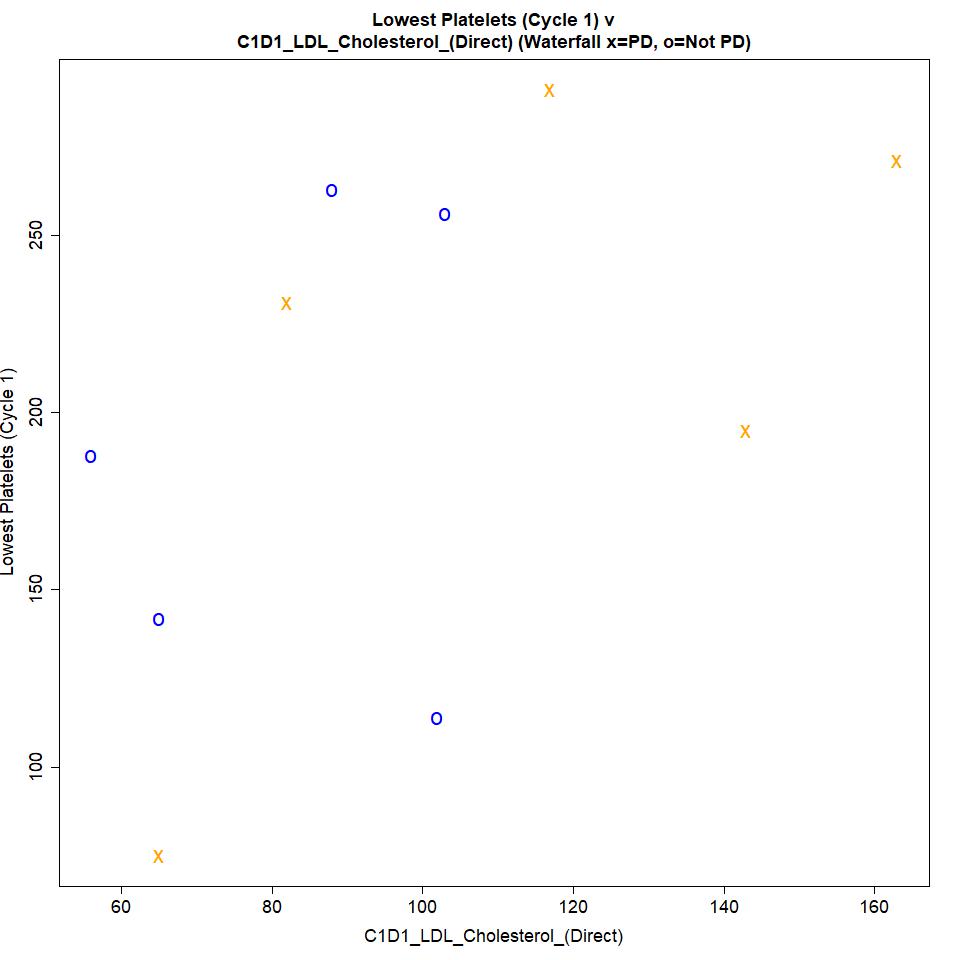 Lowest Platelets (Cycle 1) v
C1D1_LDL_Cholesterol_(Direct) (Waterfall x=PD, o=Not PD)
Lowest Platelets (Cycle 1)
250
200
150
100
X
X
O
O
X
X
O
O
O
X
60 80 100 120 140 160
C1D1_LDL_Cholesterol_(Direct)